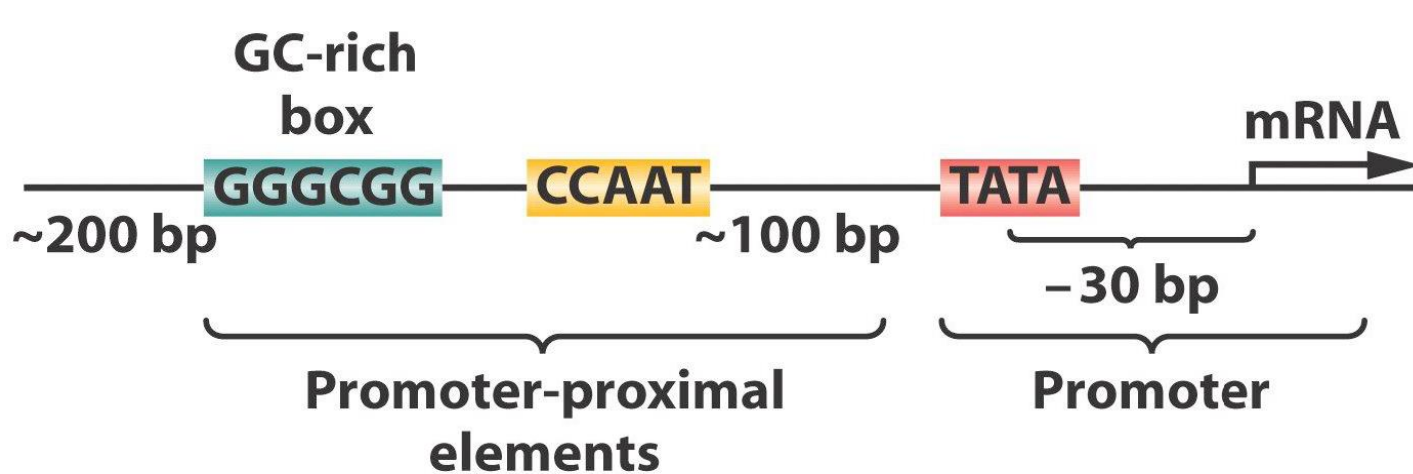 GC-rich
box
mRNA
GGGCGG
CCAAT
TATA
~200 bp
~100 bp
– 30 bp
Promoter-proximal
elements
Promoter